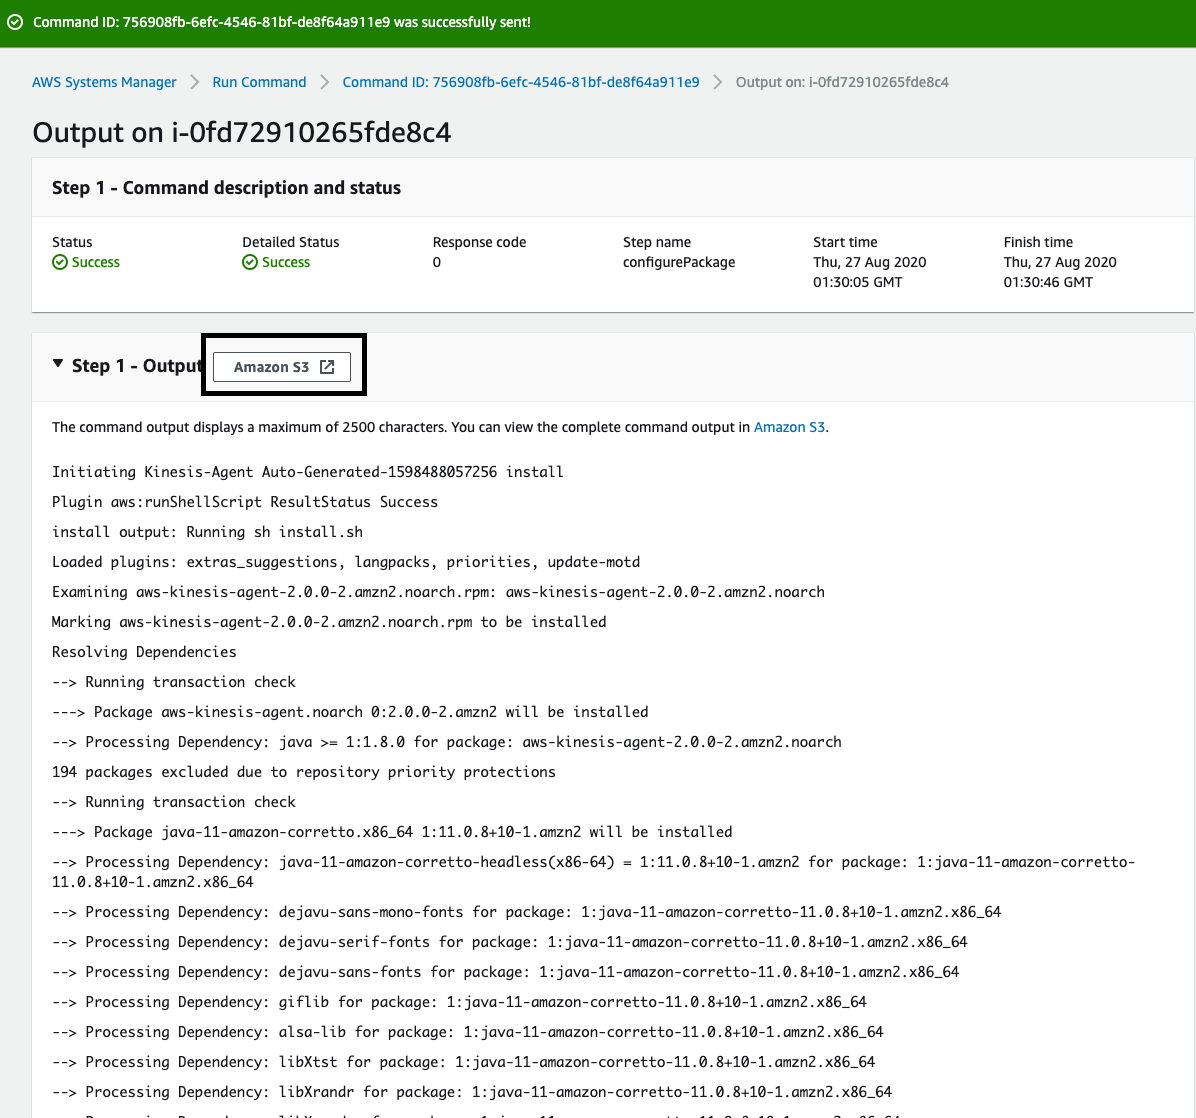 Command ID: 756908fb-6efc-4546-81bf-de8f64a911e9 was successfully sent!
AWS Systems Manager > Run Command > Command ID: 756908fb-6efc-4546-81bf-de8f64a911e9 > Output on: i-0fd72910265fde8c4
Output on i-0fd72910265fde8c4
Step 1 - Command description and status
Status Detailed Status Response code Step name Start time Finish time
Success Success 0 configurePackage Thu, 27 Aug 2020 Thu, 27 Aug 2020
01:30:05 GMT 01:30:46 GMT
Step 1 - Output Amazon S3
The command output displays a maximum of 2500 characters. You can view the complete command output in Amazon S3.
Initiating Kinesis-Agent Auto-Generated-1598488057256 install
Plugin aws:runShellScript ResultStatus Success
install output: Running sh install.sh
Loaded plugins: extras_suggestions, langpacks, priorities, update-motd
Examining aws-kinesis-agent-2.0.0-2.amzn2.noarch.rpm: aws-kinesis-agent-2.0.0-2.amzn2.noarch
Marking aws-kinesis-agent-2.0.0-2.amzn2.noarch.rpm to be installed
Resolving Dependencies
--> Running transaction check
---> Package aws-kinesis-agent.noarch 0:2.0.0-2.amzn2 will be installed
--> Processing Dependency: java >= 1:1.8.0 for package: aws-kinesis-agent-2.0.0-2.amzn2.noarch
194 packages excluded due to repository priority protections
--> Running transaction check
---> Package java-11-amazon-corretto.x86_64 1:11.0.8+10-1.amzn2 will be installed
--> Processing Dependency: java-11-amazon-corretto-headless(x86-64) = 1:11.0.8+10-1.amzn2 for package: 1:java-11-amazon-corretto-
11.0.8+10-1.amzn2.x86_64
--> Processing Dependency: dejavu-sans-mono-fonts for package: 1:java-11-amazon-corretto-11.0.8+10-1.amzn2.x86_64
--> Processing Dependency: dejavu-serif-fonts for package: 1:java-11-amazon-corretto-11.0.8+10-1.amzn2.x86_64
--> Processing Dependency: dejavu-sans-fonts for package: 1:java-11-amazon-corretto-11.0.8+10-1.amzn2.x86_64
--> Processing Dependency: giflib for package: 1:java-11-amazon-corretto-11.0.8+10-1.amzn2.x86_64
--> Processing Dependency: alsa-lib for package: 1:java-11-amazon-corretto-11.0.8+10-1.amzn2.x86_64
--> Processing Dependency: libXtst for package: 1:java-11-amazon-corretto-11.0.8+10-1.amzn2.x86_64
--> Processing Dependency: libXrandr for package: 1:java-11-amazon-corretto-11.0.8+10-1.amzn2.x86_64